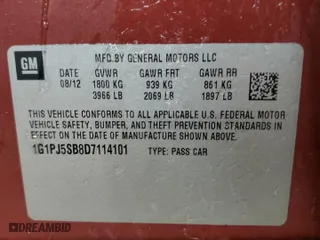 GM
MFD.BY GENERAL MOTORS LLC
DATE GVWR GAWR FRT GAWR RR
08/12 1800 KG 939 KG 861 KG
3966 LB 2069 LB 1897 LB
THIS VEHICLE CONFORMS TO ALL APPLICABLE U.S. FEDERAL MOTOR
VEHICLE SAFETY, BUMPER, AND THEFT PREVENTION STANDARDS
IN EFFECT ON THE DATE OF MANUFACTURE SHOWN ABOVE.
1G1PJ5SB8D7114101 TYPE: PASS CAR
DREAMBID